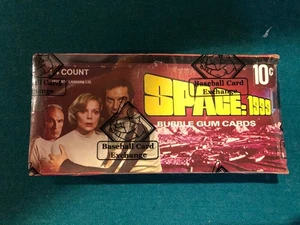 COUNT
10¢
SPACE: 1999
BUBBLE GUM CARDS
Baseball Card
Exchange
Baseball Card
Exchange